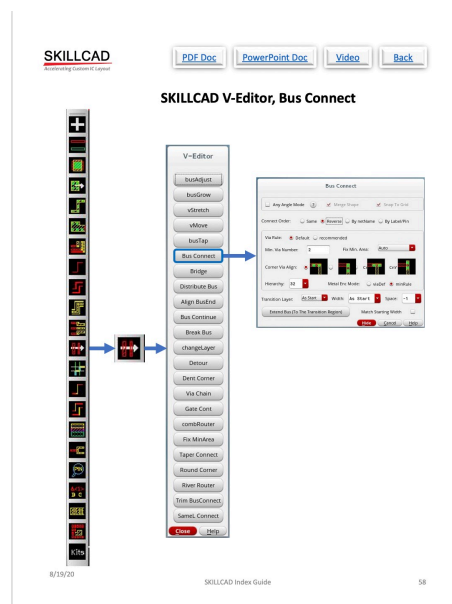 SKILLCAD
Accelerating Custom IC Layout
PDF Doc
PowerPoint Doc
Video
Back
SKILLCAD V-Editor, Bus Connect
V-Editor
busAdjust
busGrow
vStretch
vMove
busTap
Bus Connect
Bridge
Distribute Bus
Align BusEnd
Bus Continue
Break Bus
changeLayer
Detour
Dent Corner
Via Chain
Gate Cont
combRouter
Fix MinArea
Taper Connect
Round Corner
River Router
Trim BusConnect
SameL Connect
Close Help
Bus Connect
Any Angle Mode Merge Shape Snap To Grid
Connect Order: Same Reverse By netName By Label/Pin
Via Rule: Default recommended
Min. Via Number: 2 Fix Min. Area: Auto
Corner Via Align:
Hierarchy: 32 Metal Enc Mode: viaDef minRule
Transition Layer As Start Width As Start Space -1
Extend Bus (To The Transition Region) Match Starting Width
Hide Cancel Help
PIN
Kits
8/19/20
SKILLCAD Index Guide
58